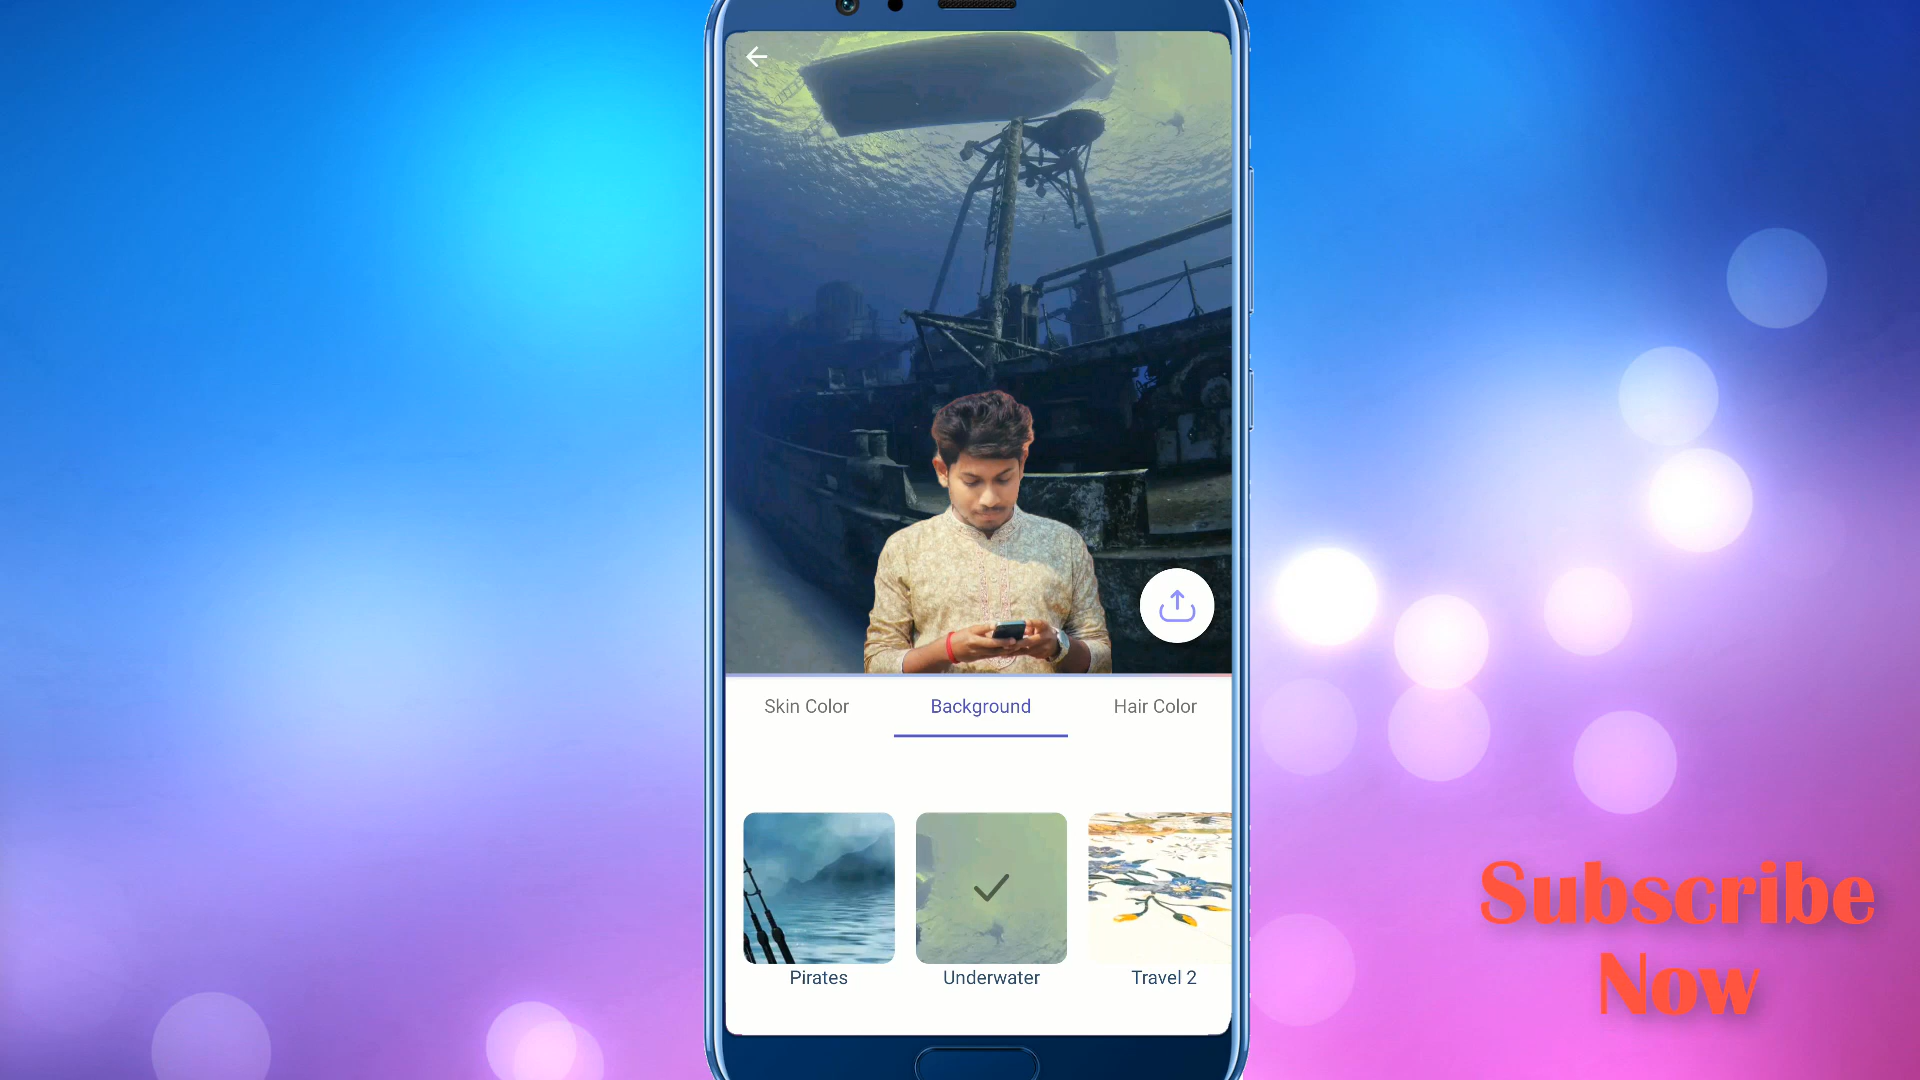 Skin Color
Background
Hair Color
Pirates
Underwater
Travel 2
Subscribe
Now